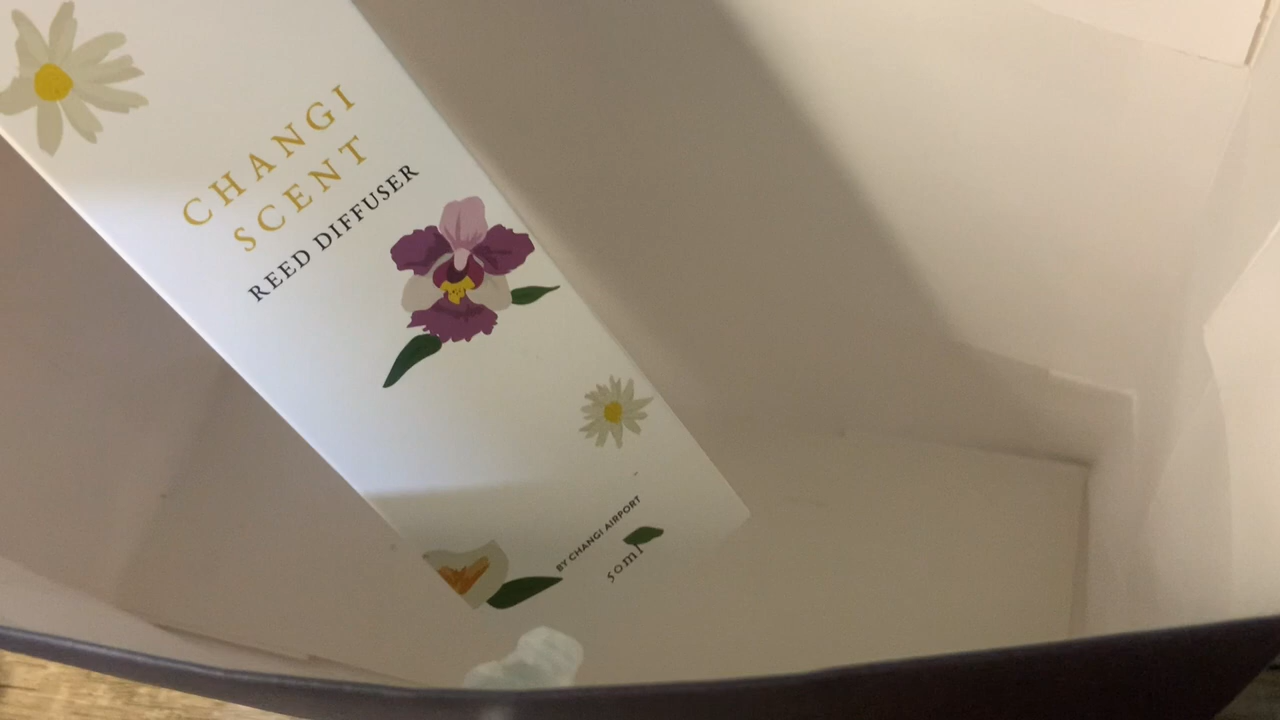 CHANGI
SCENT
REED DIFFUSER
BY CHANGI AIRPORT
50ml